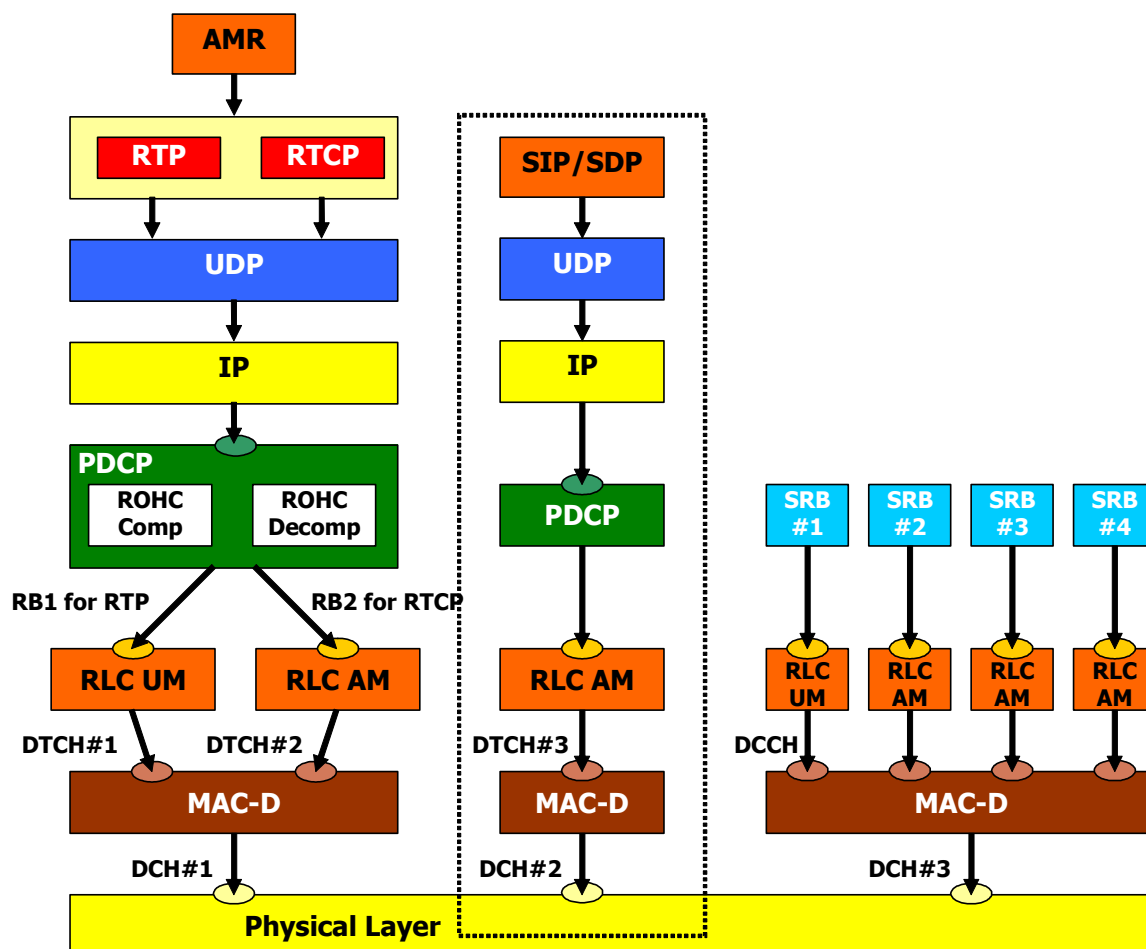 AMR
RTP
RTCP
UDP
IP
PDCP
ROHC
Comp
ROHC
Decomp
RB1 for RTP
RB2 for RTCP
RLC UM
RLC AM
DTCH#1
DTCH#2
MAC-D
DCH#1
SIP/SDP
UDP
IP
PDCP
RLC AM
DTCH#3
MAC-D
DCH#2
SRB
#1
SRB
#2
SRB
#3
SRB
#4
RLC
UM
RLC
AM
RLC
AM
RLC
AM
DCCH
MAC-D
DCH#3
Physical Layer